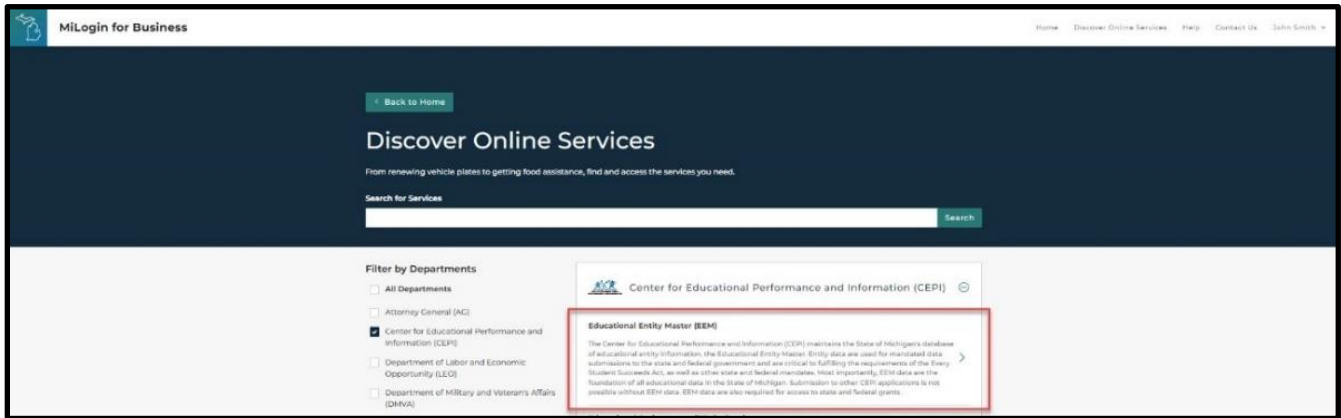 MiLogin for Business
Home Discover Online Services Help Contact Us John Smith
Back to Home
Discover Online Services
From renewing vehicle plates to getting food assistance, find and access the services you need.
Search for Services
Search
Filter by Departments
All Departments
Attorney General (AG)
Center for Educational Performance and
Information (CEPI)
Department of Labor and Economic
Opportunity (LEO)
Department of Military and Veteran's Affairs
(DMVA)
Center for Educational Performance and Information (CEPI)
Educational Entity Master (EEM)
The Center for Educational Performance and Information (CEPI) maintains the State of Michigan's database
of educational entity information, the Educational Entity Master. Entity data are used for mandated data
submissions to the state and federal government and are critical to fulfilling the requirements of the Every
Student Succeeds Act, as well as other state and federal mandates. Most importantly, EEM data are the
foundation of all educational data in the State of Michigan. Submission to other CEPI applications is not
possible without EEM data. EEM data are also required for access to state and federal grants.